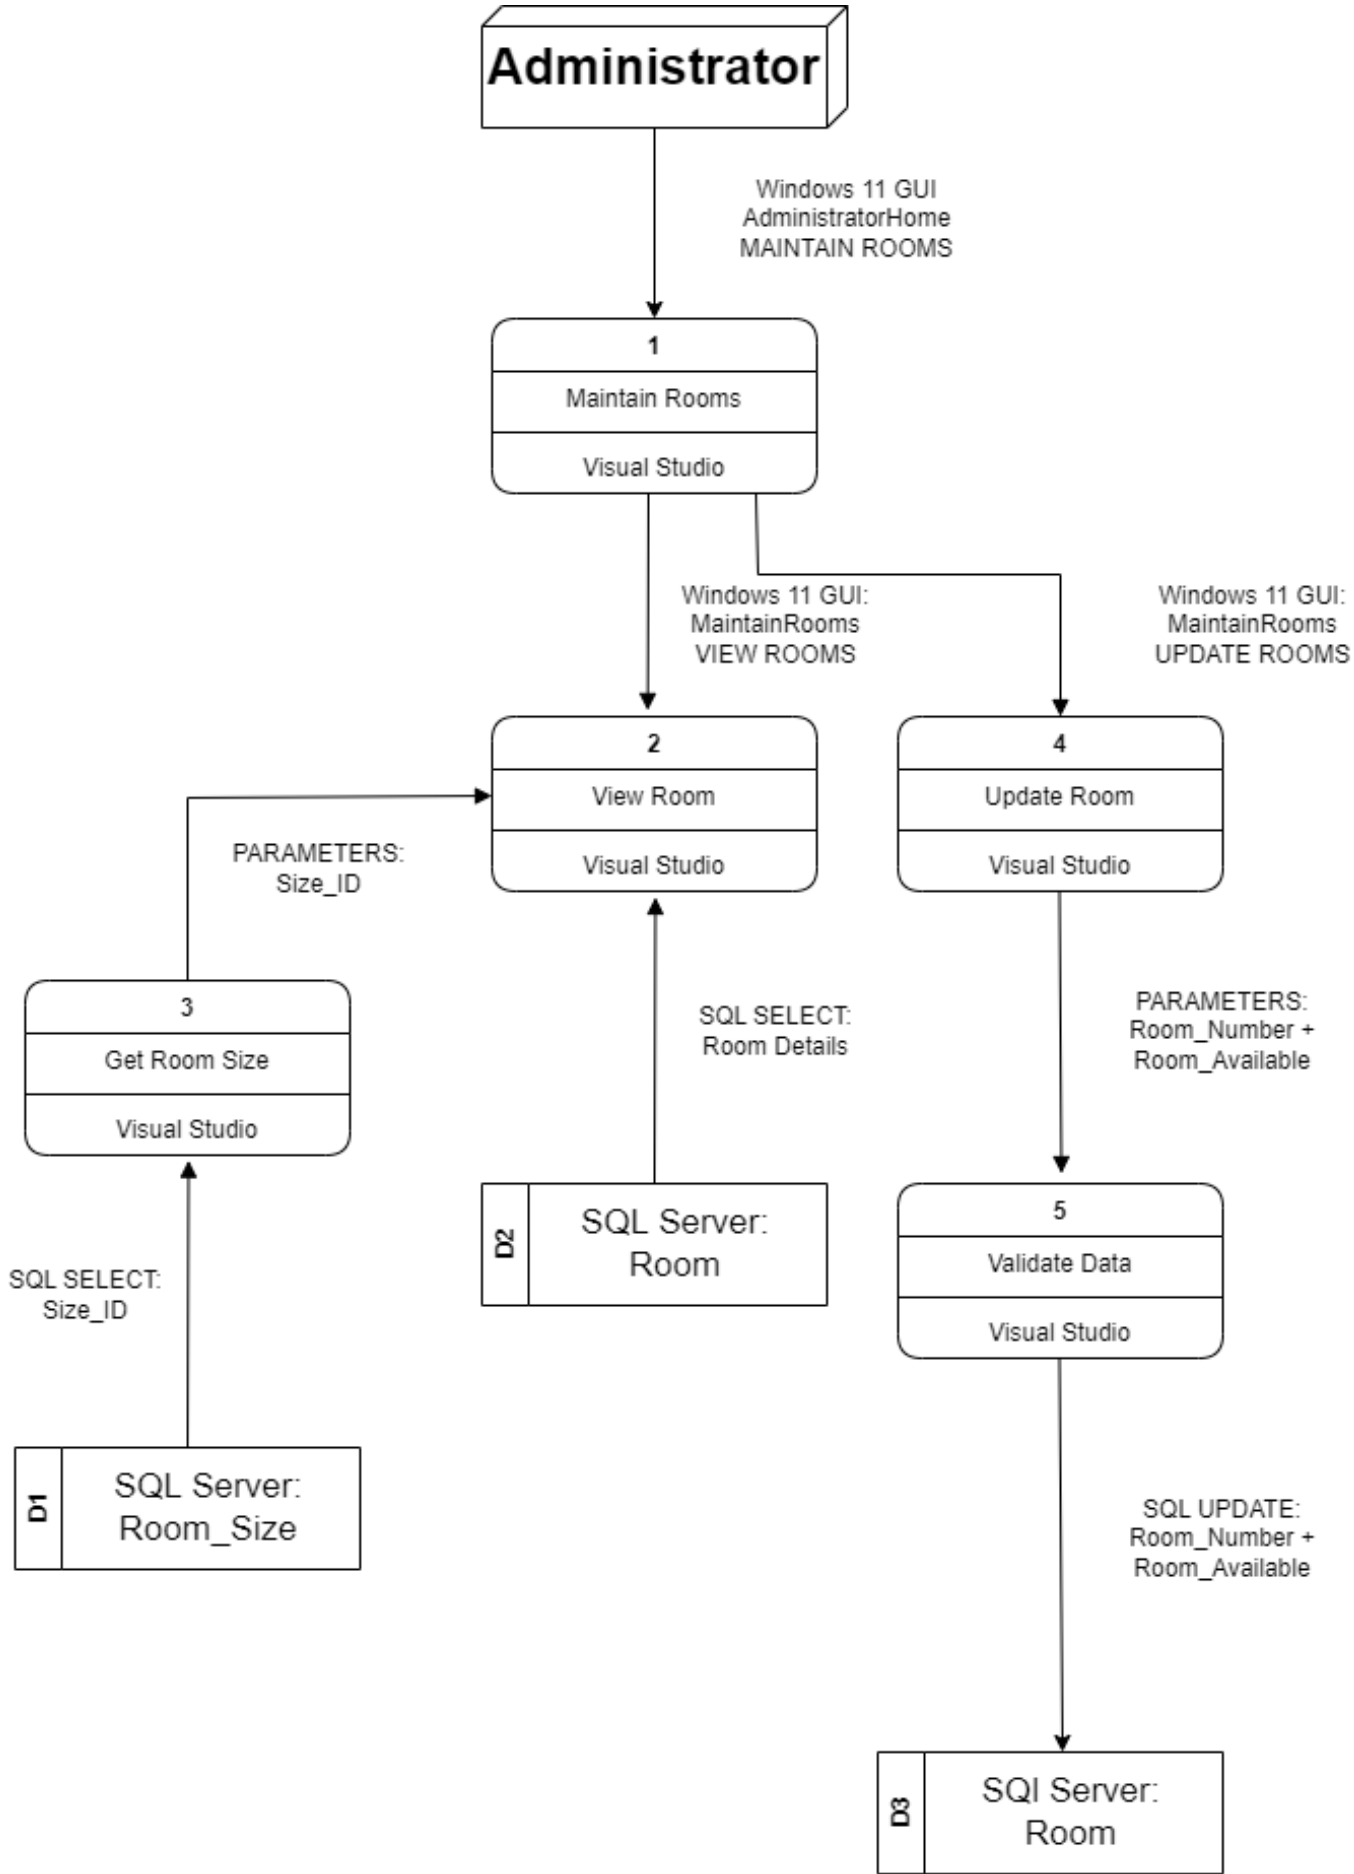 Administrator
Windows 11 GUI
AdministratorHome
MAINTAIN ROOMS
1
Maintain Rooms
Visual Studio
Windows 11 GUI:
MaintainRooms
VIEW ROOMS
Windows 11 GUI:
MaintainRooms
UPDATE ROOMS
2
View Room
Visual Studio
4
Update Room
Visual Studio
PARAMETERS:
Size_ID
3
Get Room Size
Visual Studio
SQL SELECT:
Room Details
PARAMETERS:
Room_Number +
Room_Available
D2
SQL Server:
Room
5
Validate Data
Visual Studio
SQL SELECT:
Size_ID
D1
SQL Server:
Room_Size
SQL UPDATE:
Room_Number +
Room_Available
D3
SQl Server:
Room